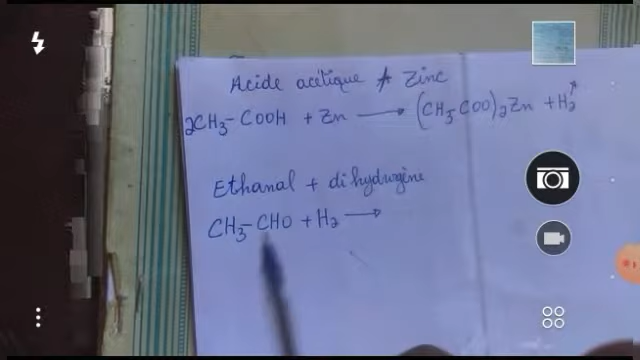 Acide acétique + Zinc
2CH₃-COOH + Zn → (CH₃COO)₂Zn + H₂↑
Ethanal + dihydrogène
CH₃-CHO + H₂ →